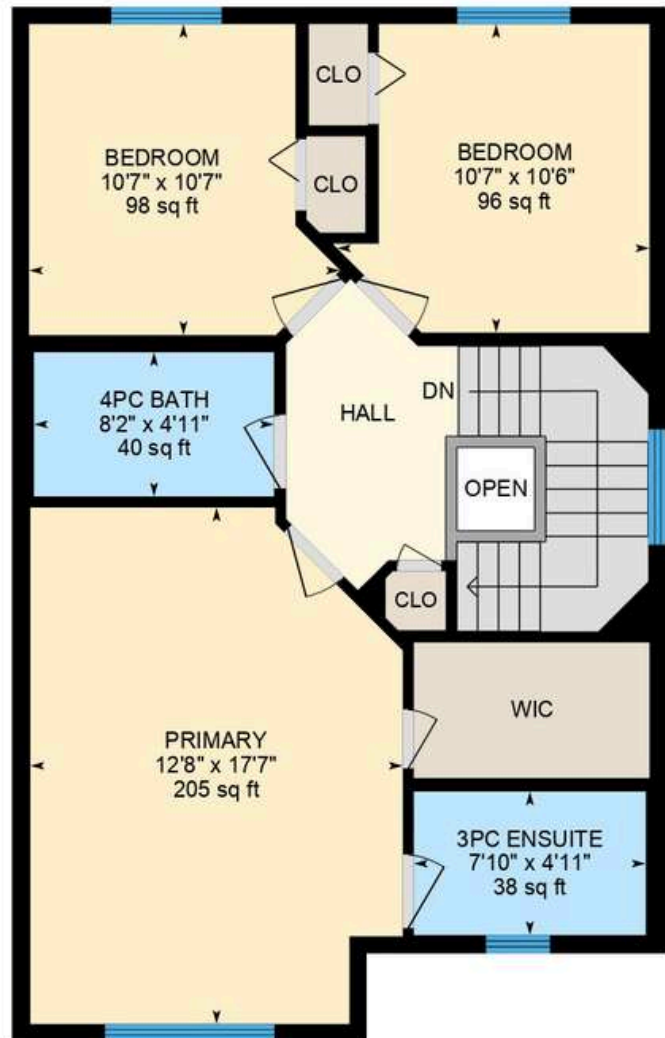 CLO
BEDROOM
10'7" x 10'7"
98 sq ft
CLO
BEDROOM
10'7" x 10'6"
96 sq ft
4PC BATH
8'2" x 4'11"
40 sq ft
HALL
DN
OPEN
CLO
PRIMARY
12'8" x 17'7"
205 sq ft
WIC
3PC ENSUITE
7'10" x 4'11"
38 sq ft